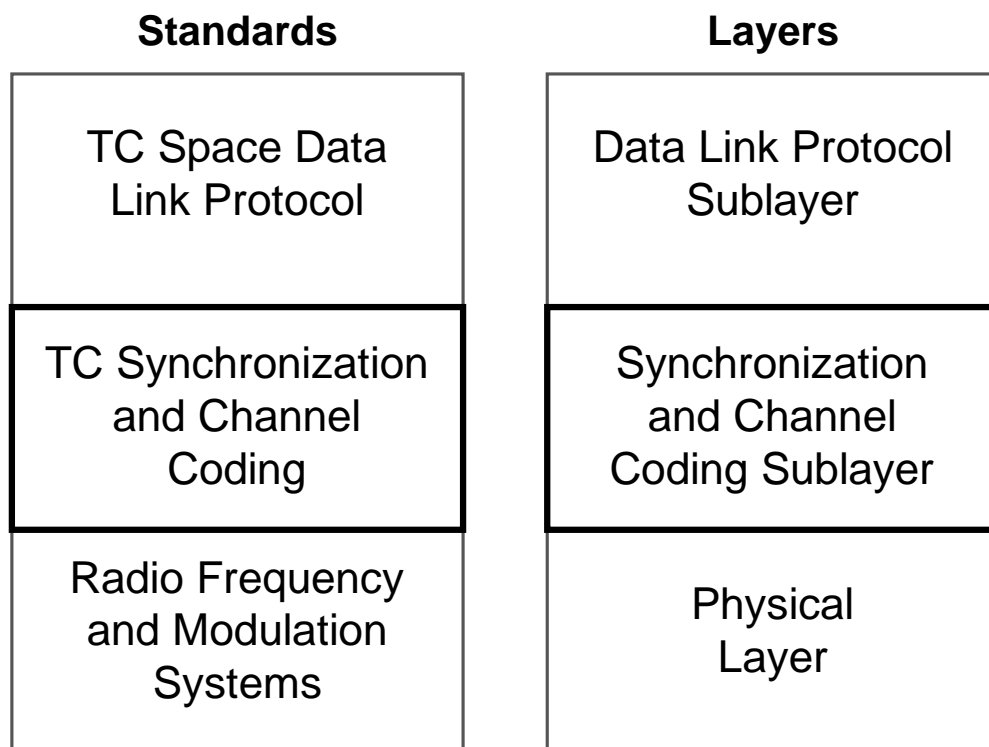 Standards
TC Space Data
Link Protocol
TC Synchronization
and Channel
Coding
Radio Frequency
and Modulation
Systems
Layers
Data Link Protocol
Sublayer
Synchronization
and Channel
Coding Sublayer
Physical
Layer